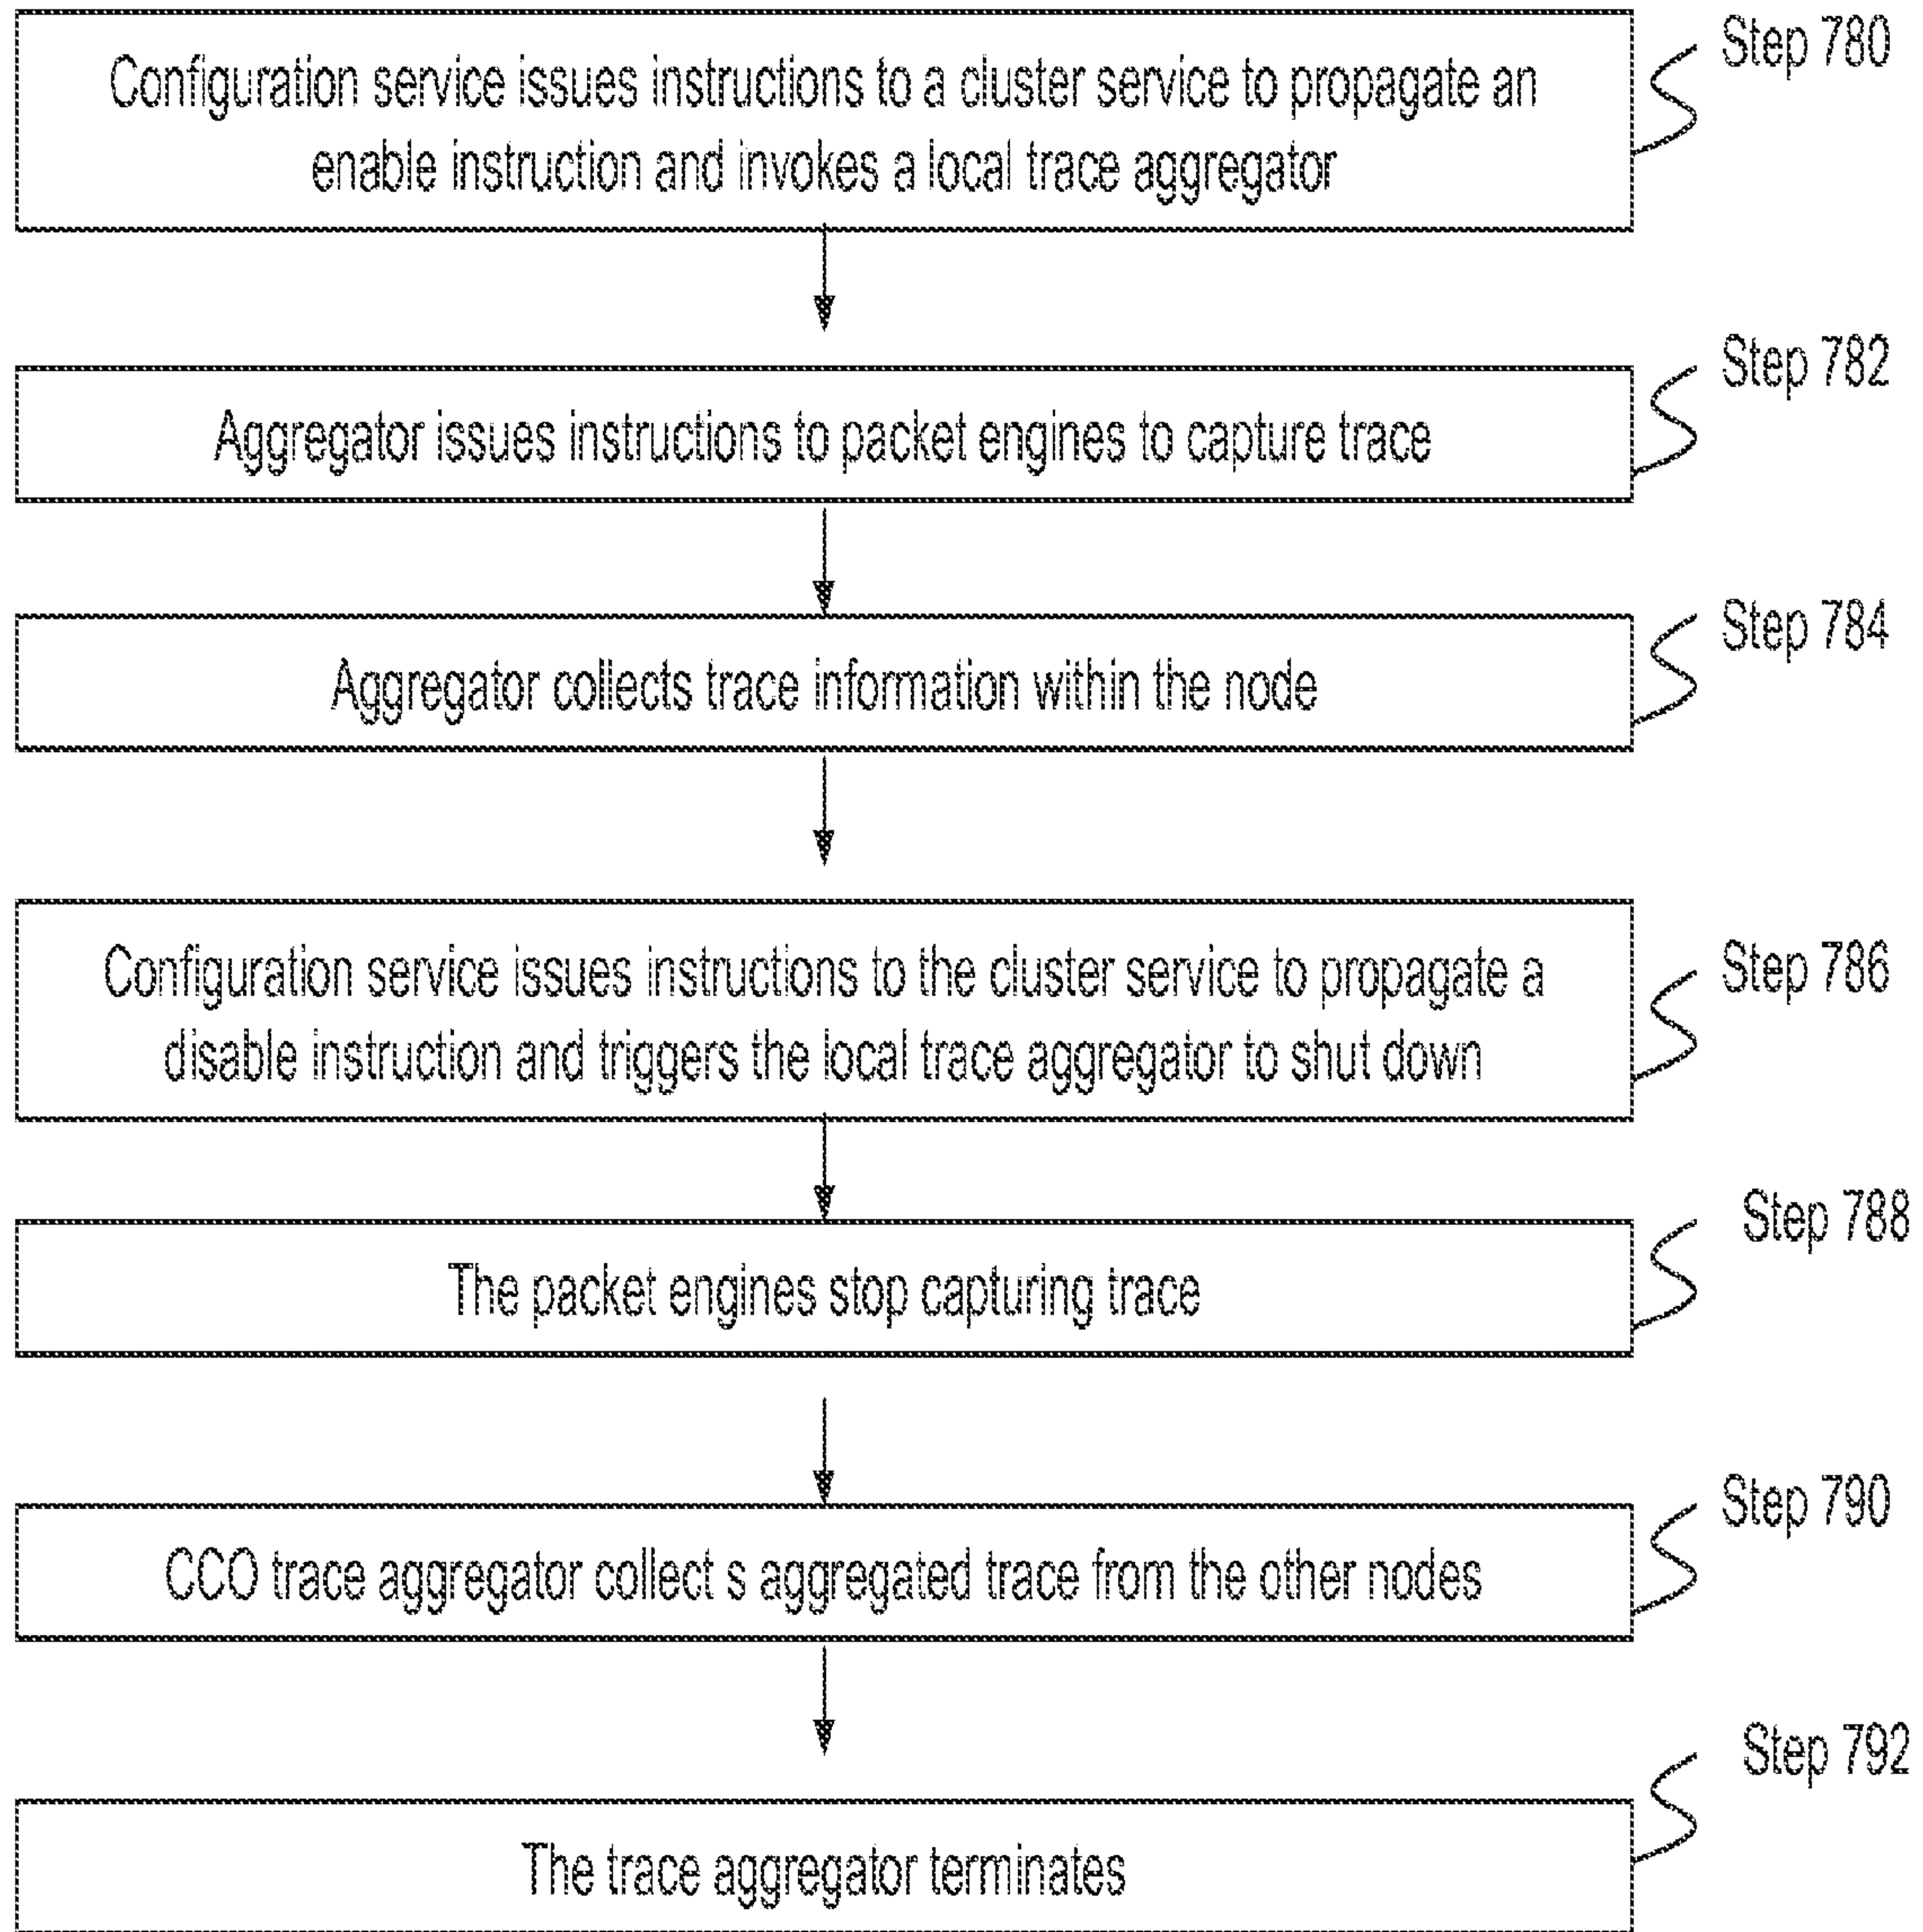 Step 780
Configuration service issues instructions to a cluster service to propagate an
enable instruction and invokes a local trace aggregator
Step 782
Aggregator issues instructions to packet engines to capture trace
Step 784
Aggregator collects trace information within the node
Step 786
Configuration service issues instructions to the cluster service to propagate a
disable instruction and triggers the local trace aggregator to shut down
Step 788
The packet engines stop capturing trace
Step 790
CCO trace aggregator collect s aggregated trace from the other nodes
Step 792
The trace aggregator terminates